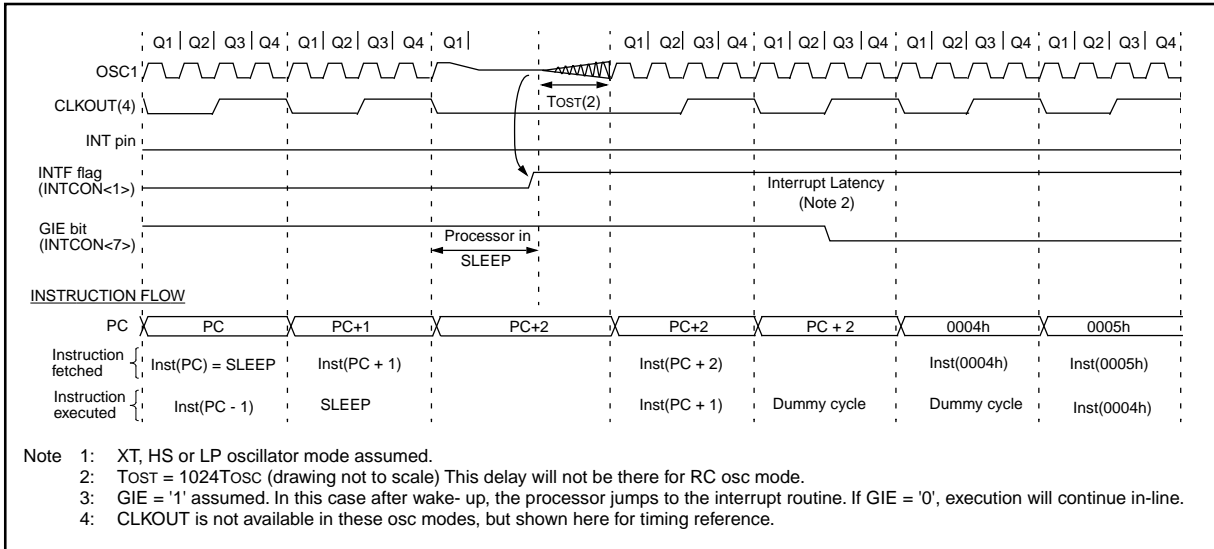 Q1 Q2 Q3 Q4 Q1 Q2 Q3 Q4 Q1 Q1 Q2 Q3 Q4 Q1 Q2 Q3 Q4 Q1 Q2 Q3 Q4 Q1 Q2 Q3 Q4
OSC1
TOST(2)
CLKOUT(4)
INT pin
INTF flag
(INTCON<1>)
Interrupt Latency
(Note 2)
GIE bit
(INTCON<7>)
Processor in
SLEEP
INSTRUCTION FLOW
PC PC PC+1 PC+2 PC+2 PC + 2 0004h 0005h
Instruction
fetched
Inst(PC) = SLEEP Inst(PC + 1) Inst(PC + 2) Inst(0004h) Inst(0005h)
Instruction
executed
Inst(PC - 1) SLEEP Inst(PC + 1) Dummy cycle Dummy cycle Inst(0004h)
Note 1: XT, HS or LP oscillator mode assumed.
2: TOST = 1024TOSC (drawing not to scale) This delay will not be there for RC osc mode.
3: GIE = '1' assumed. In this case after wake- up, the processor jumps to the interrupt routine. If GIE = '0', execution will continue in-line.
4: CLKOUT is not available in these osc modes, but shown here for timing reference.